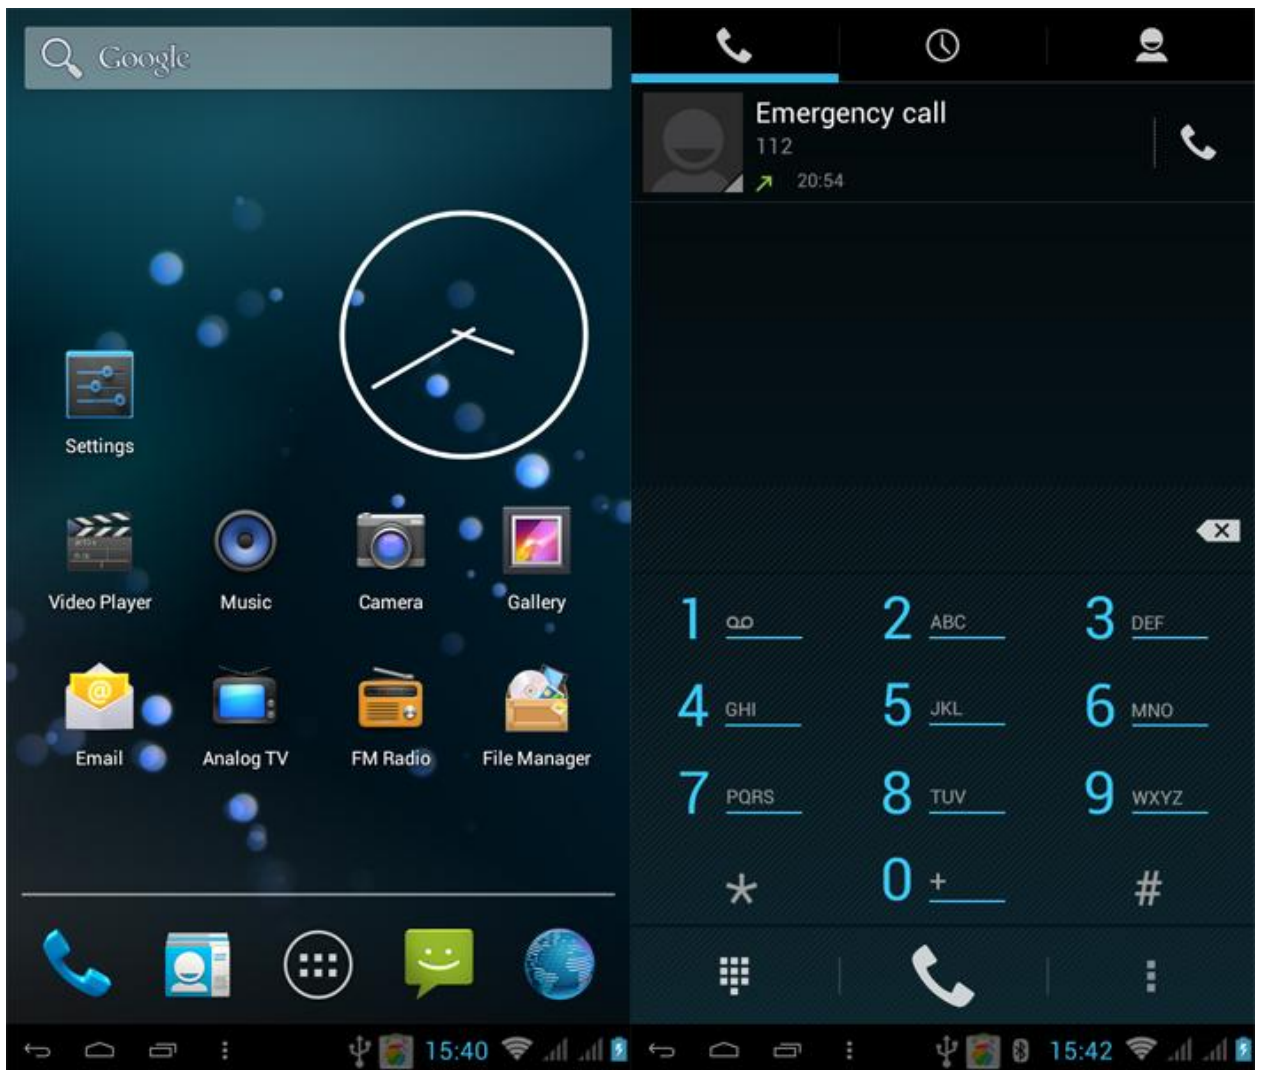 Google
Settings
Video Player
Music
Camera
Gallery
Email
Analog TV
FM Radio
File Manager
15:40
Emergency call
112
20:54
1
2 ABC
3 DEF
4 GHI
5 JKL
6 MNO
7 PQRS
8 TUV
9 WXYZ
*
0 +
#
15:42